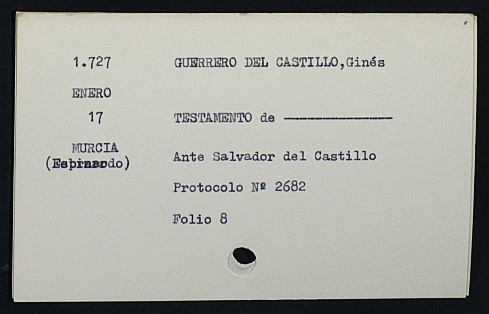 1.727 GUERRERO DEL CASTILLO,Ginés
ENERO
17 TESTAMENTO de ---------------
MURCIA
(Espinardo) Ante Salvador del Castillo
Protocolo Nº 2682
Folio 8